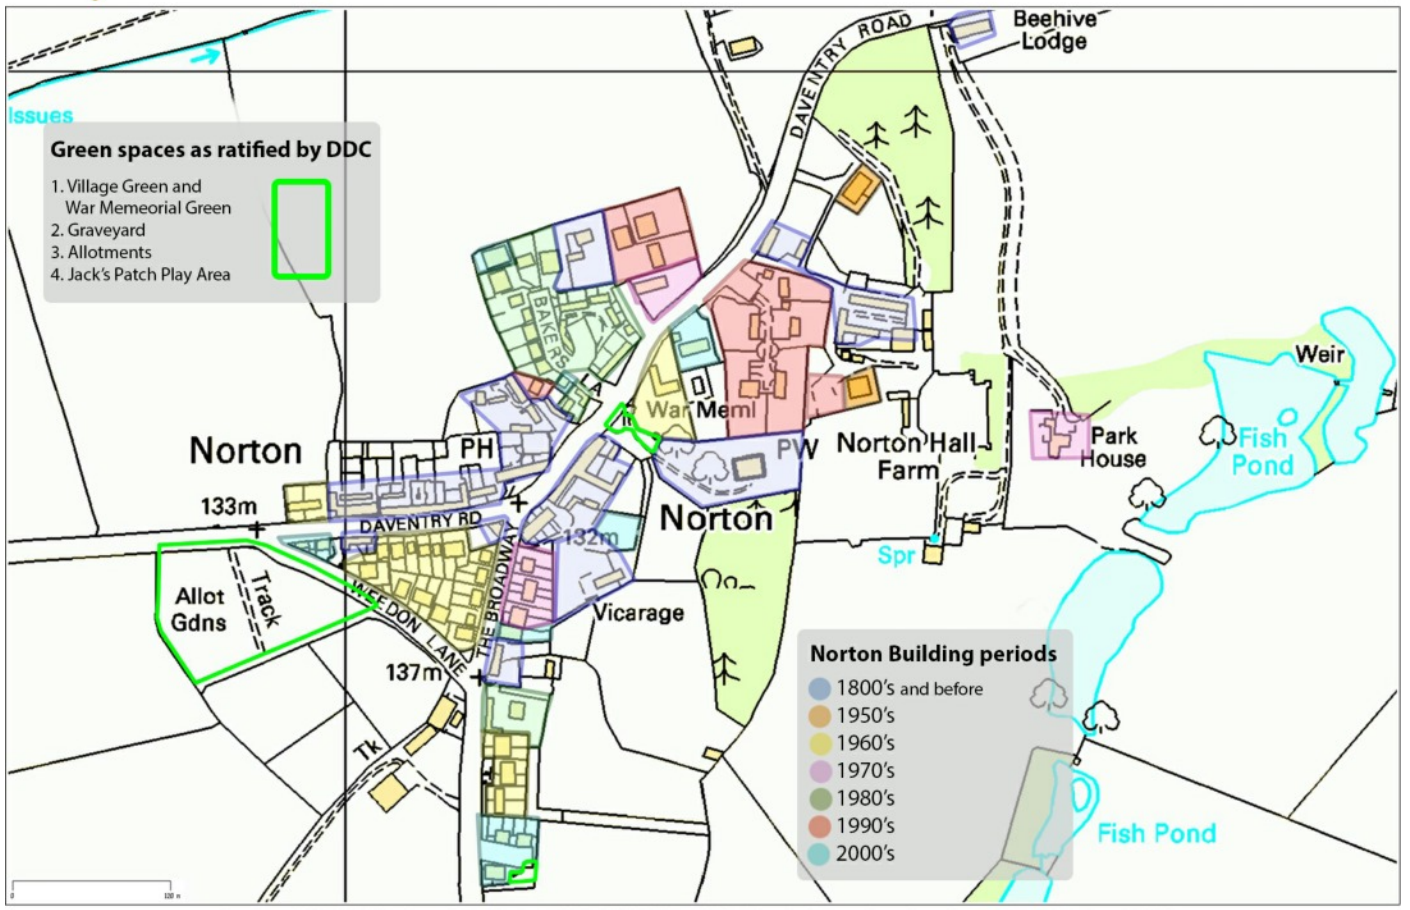 DAVENTRY ROAD
Beehive
Lodge
Issues
Green spaces as ratified by DDC
1. Village Green and
War Memeorial Green
2. Graveyard
3. Allotments
4. Jack's Patch Play Area
BAKERS
Weir
War Meml
Norton
PH
PW
Norton Hall
Farm
Park
House
Fish
Pond
133m
DAVENTRY RD
Norton
132m
Spr
THE BROADWAY
Allot
Gdns
Track
WEEDON LANE
Vicarage
137m
Tk
Norton Building periods
1800's and before
1950's
1960's
1970's
1980's
1990's
2000's
Fish Pond
0